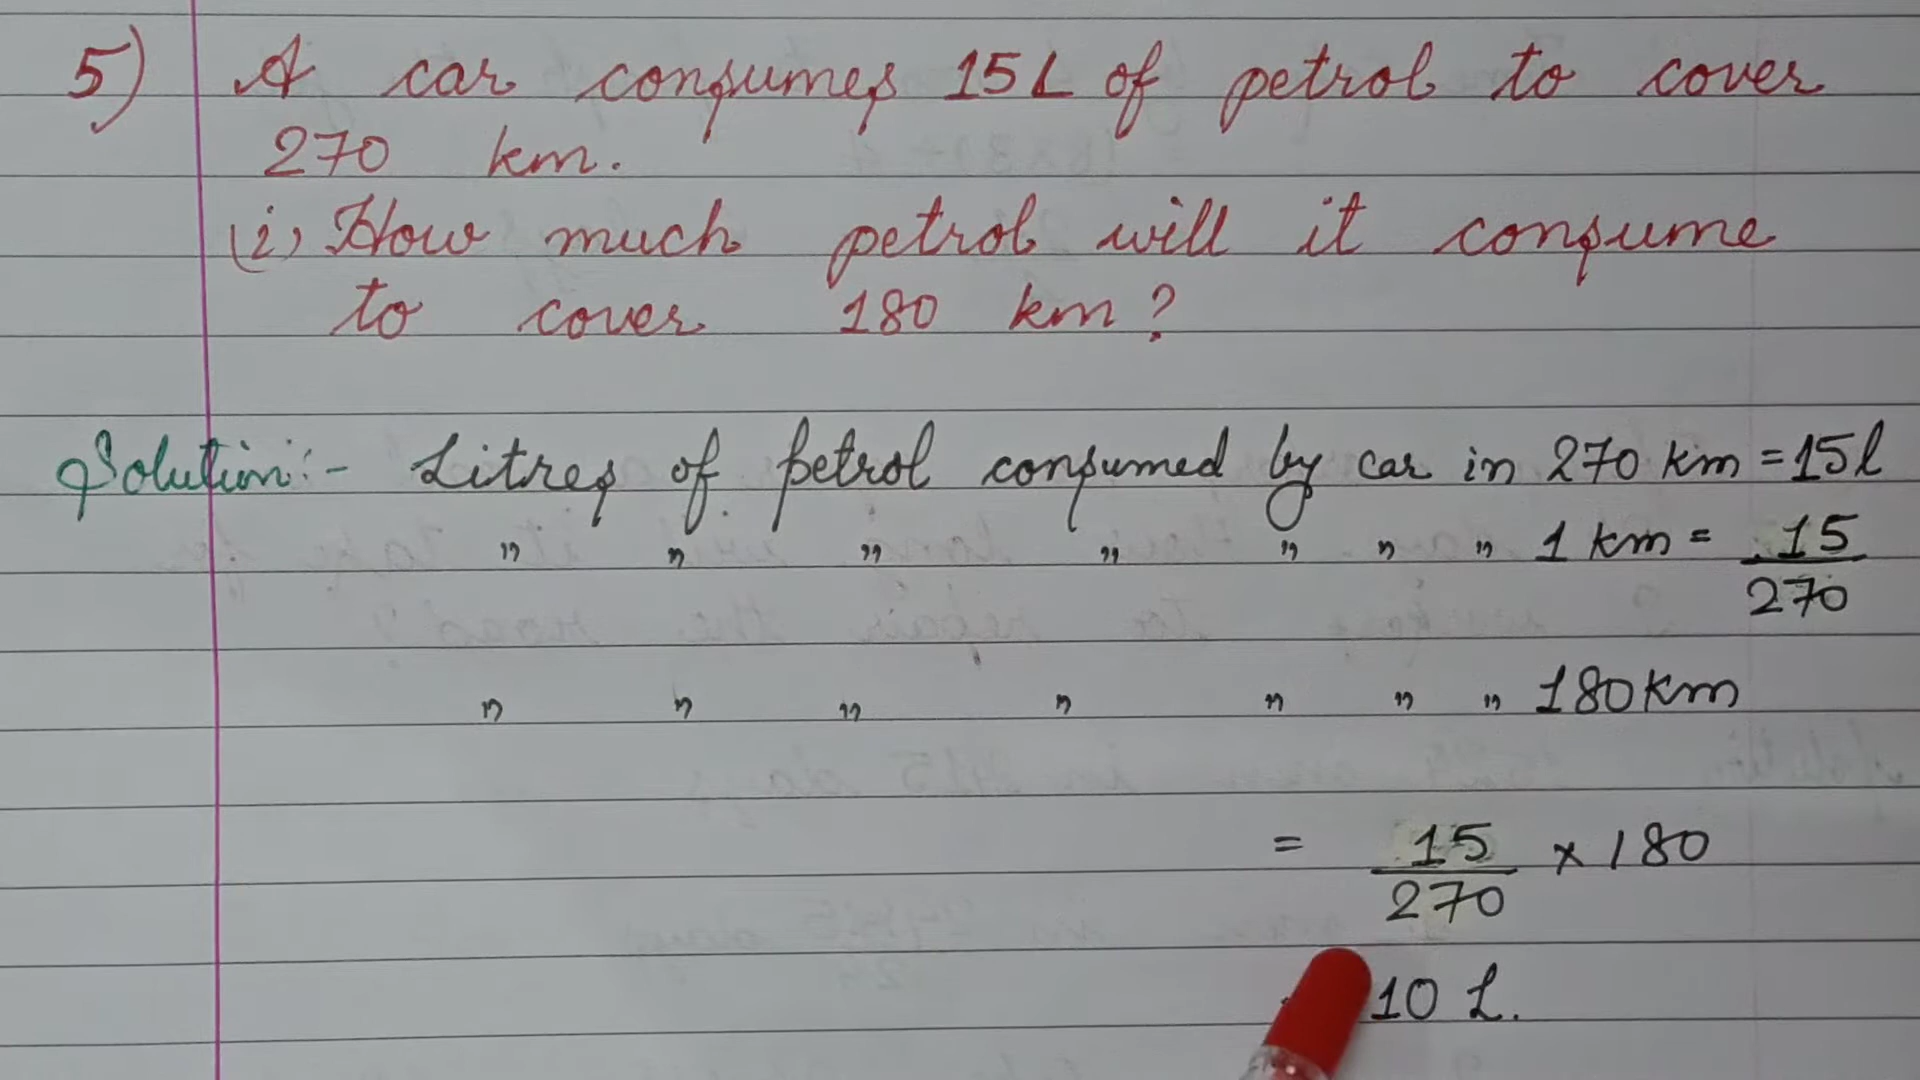 5) A car consumes 15L of petrol to cover
270 km.
(i) How much petrol will it consume
to cover 180 km?
Solution:- Litres of petrol consumed by car in 270 km = 15l
" " " " " " " 1 km = 15/270
" " " " " " " 180 km
= 15/270 × 180
10 L.